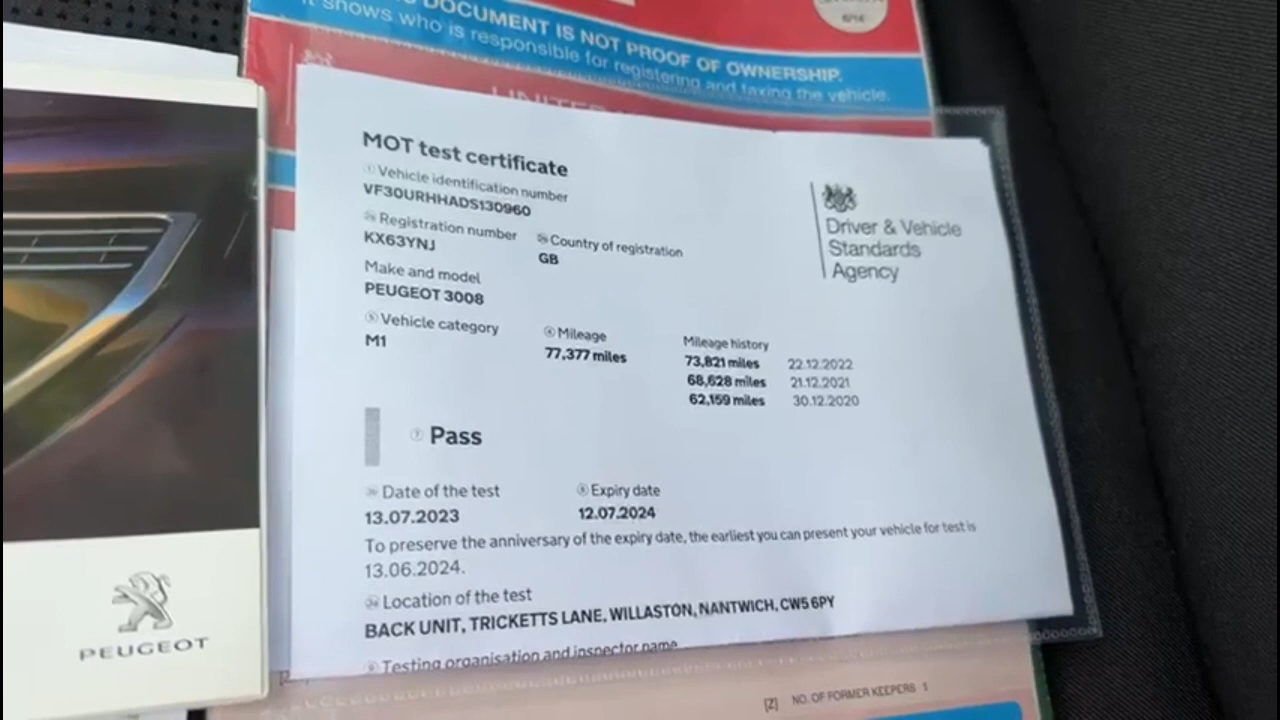 DOCUMENT IS NOT PROOF OF OWNERSHIP.
It shows who is responsible for registering and taxing the vehicle.
MOT test certificate
Vehicle identification number
VF30URHHADS130960
Registration number
Country of registration
KX63YNJ
GB
Make and model
PEUGEOT 3008
Vehicle category
Mileage
Mileage history
M1
77,377 miles
73,821 miles 22.12.2022
68,628 miles 21.12.2021
62,159 miles 30.12.2020
Driver & Vehicle
Standards
Agency
Pass
Date of the test
Expiry date
13.07.2023
12.07.2024
To preserve the anniversary of the expiry date, the earliest you can present your vehicle for test is
13.06.2024.
Location of the test
BACK UNIT, TRICKETTS LANE, WILLASTON, NANTWICH, CW5 6PY
Testing organisation and inspector name
PEUGEOT
[Z] NO. OF FORMER KEEPERS 1